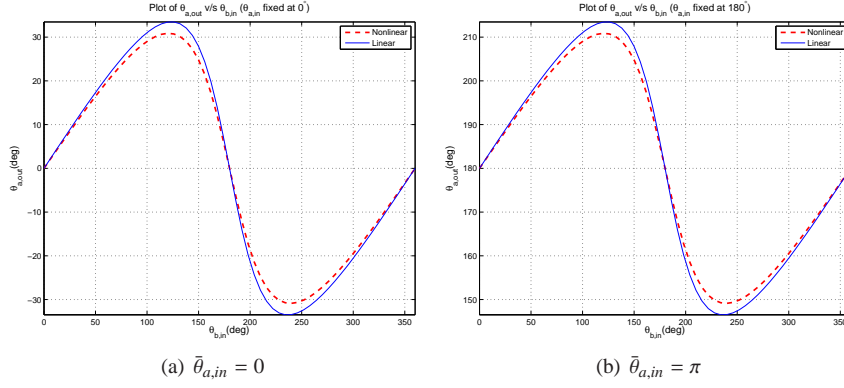 Plot of θa,out v/s θb,in (θa,in fixed at 0°)
Nonlinear
Linear
30
20
10
0
−10
−20
−30
θa,out(deg)
0 50 100 150 200 250 300 350
θb,in(deg)
(a) θ̄a,in = 0
Plot of θa,out v/s θb,in (θa,in fixed at 180°)
Nonlinear
Linear
210
200
190
180
170
160
150
θa,out(deg)
0 50 100 150 200 250 300 350
θb,in(deg)
(b) θ̄a,in = π